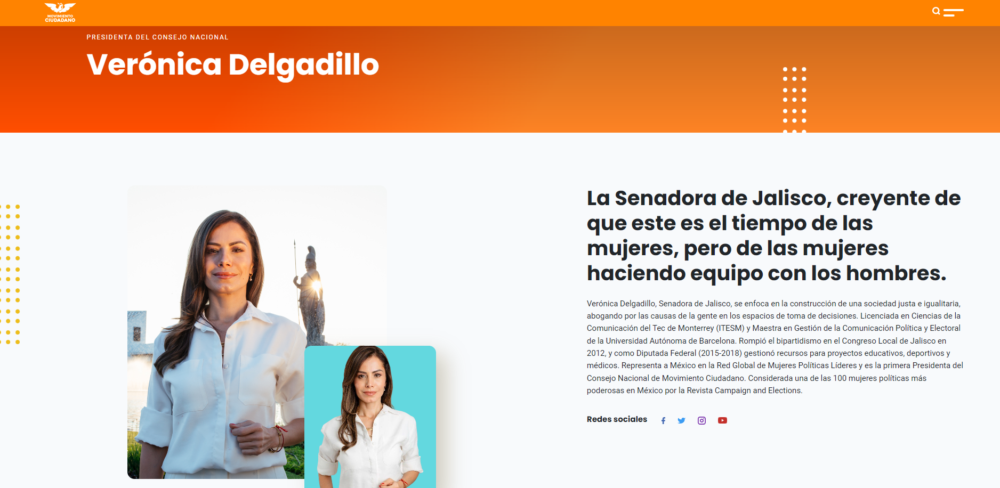 MOVIMIENTO
CIUDADANO
PRESIDENTA DEL CONSEJO NACIONAL
Verónica Delgadillo
La Senadora de Jalisco, creyente de
que este es el tiempo de las
mujeres, pero de las mujeres
haciendo equipo con los hombres.
Verónica Delgadillo, Senadora de Jalisco, se enfoca en la construcción de una sociedad justa e igualitaria,
abogando por las causas de la gente en los espacios de toma de decisiones. Licenciada en Ciencias de la
Comunicación del Tec de Monterrey (ITESM) y Maestra en Gestión de la Comunicación Política y Electoral
de la Universidad Autónoma de Barcelona. Rompió el bipartidismo en el Congreso Local de Jalisco en
2012, y como Diputada Federal (2015-2018) gestionó recursos para proyectos educativos, deportivos y
médicos. Representa a México en la Red Global de Mujeres Políticas Líderes y es la primera Presidenta del
Consejo Nacional de Movimiento Ciudadano. Considerada una de las 100 mujeres políticas más
poderosas en México por la Revista Campaign and Elections.
Redes sociales